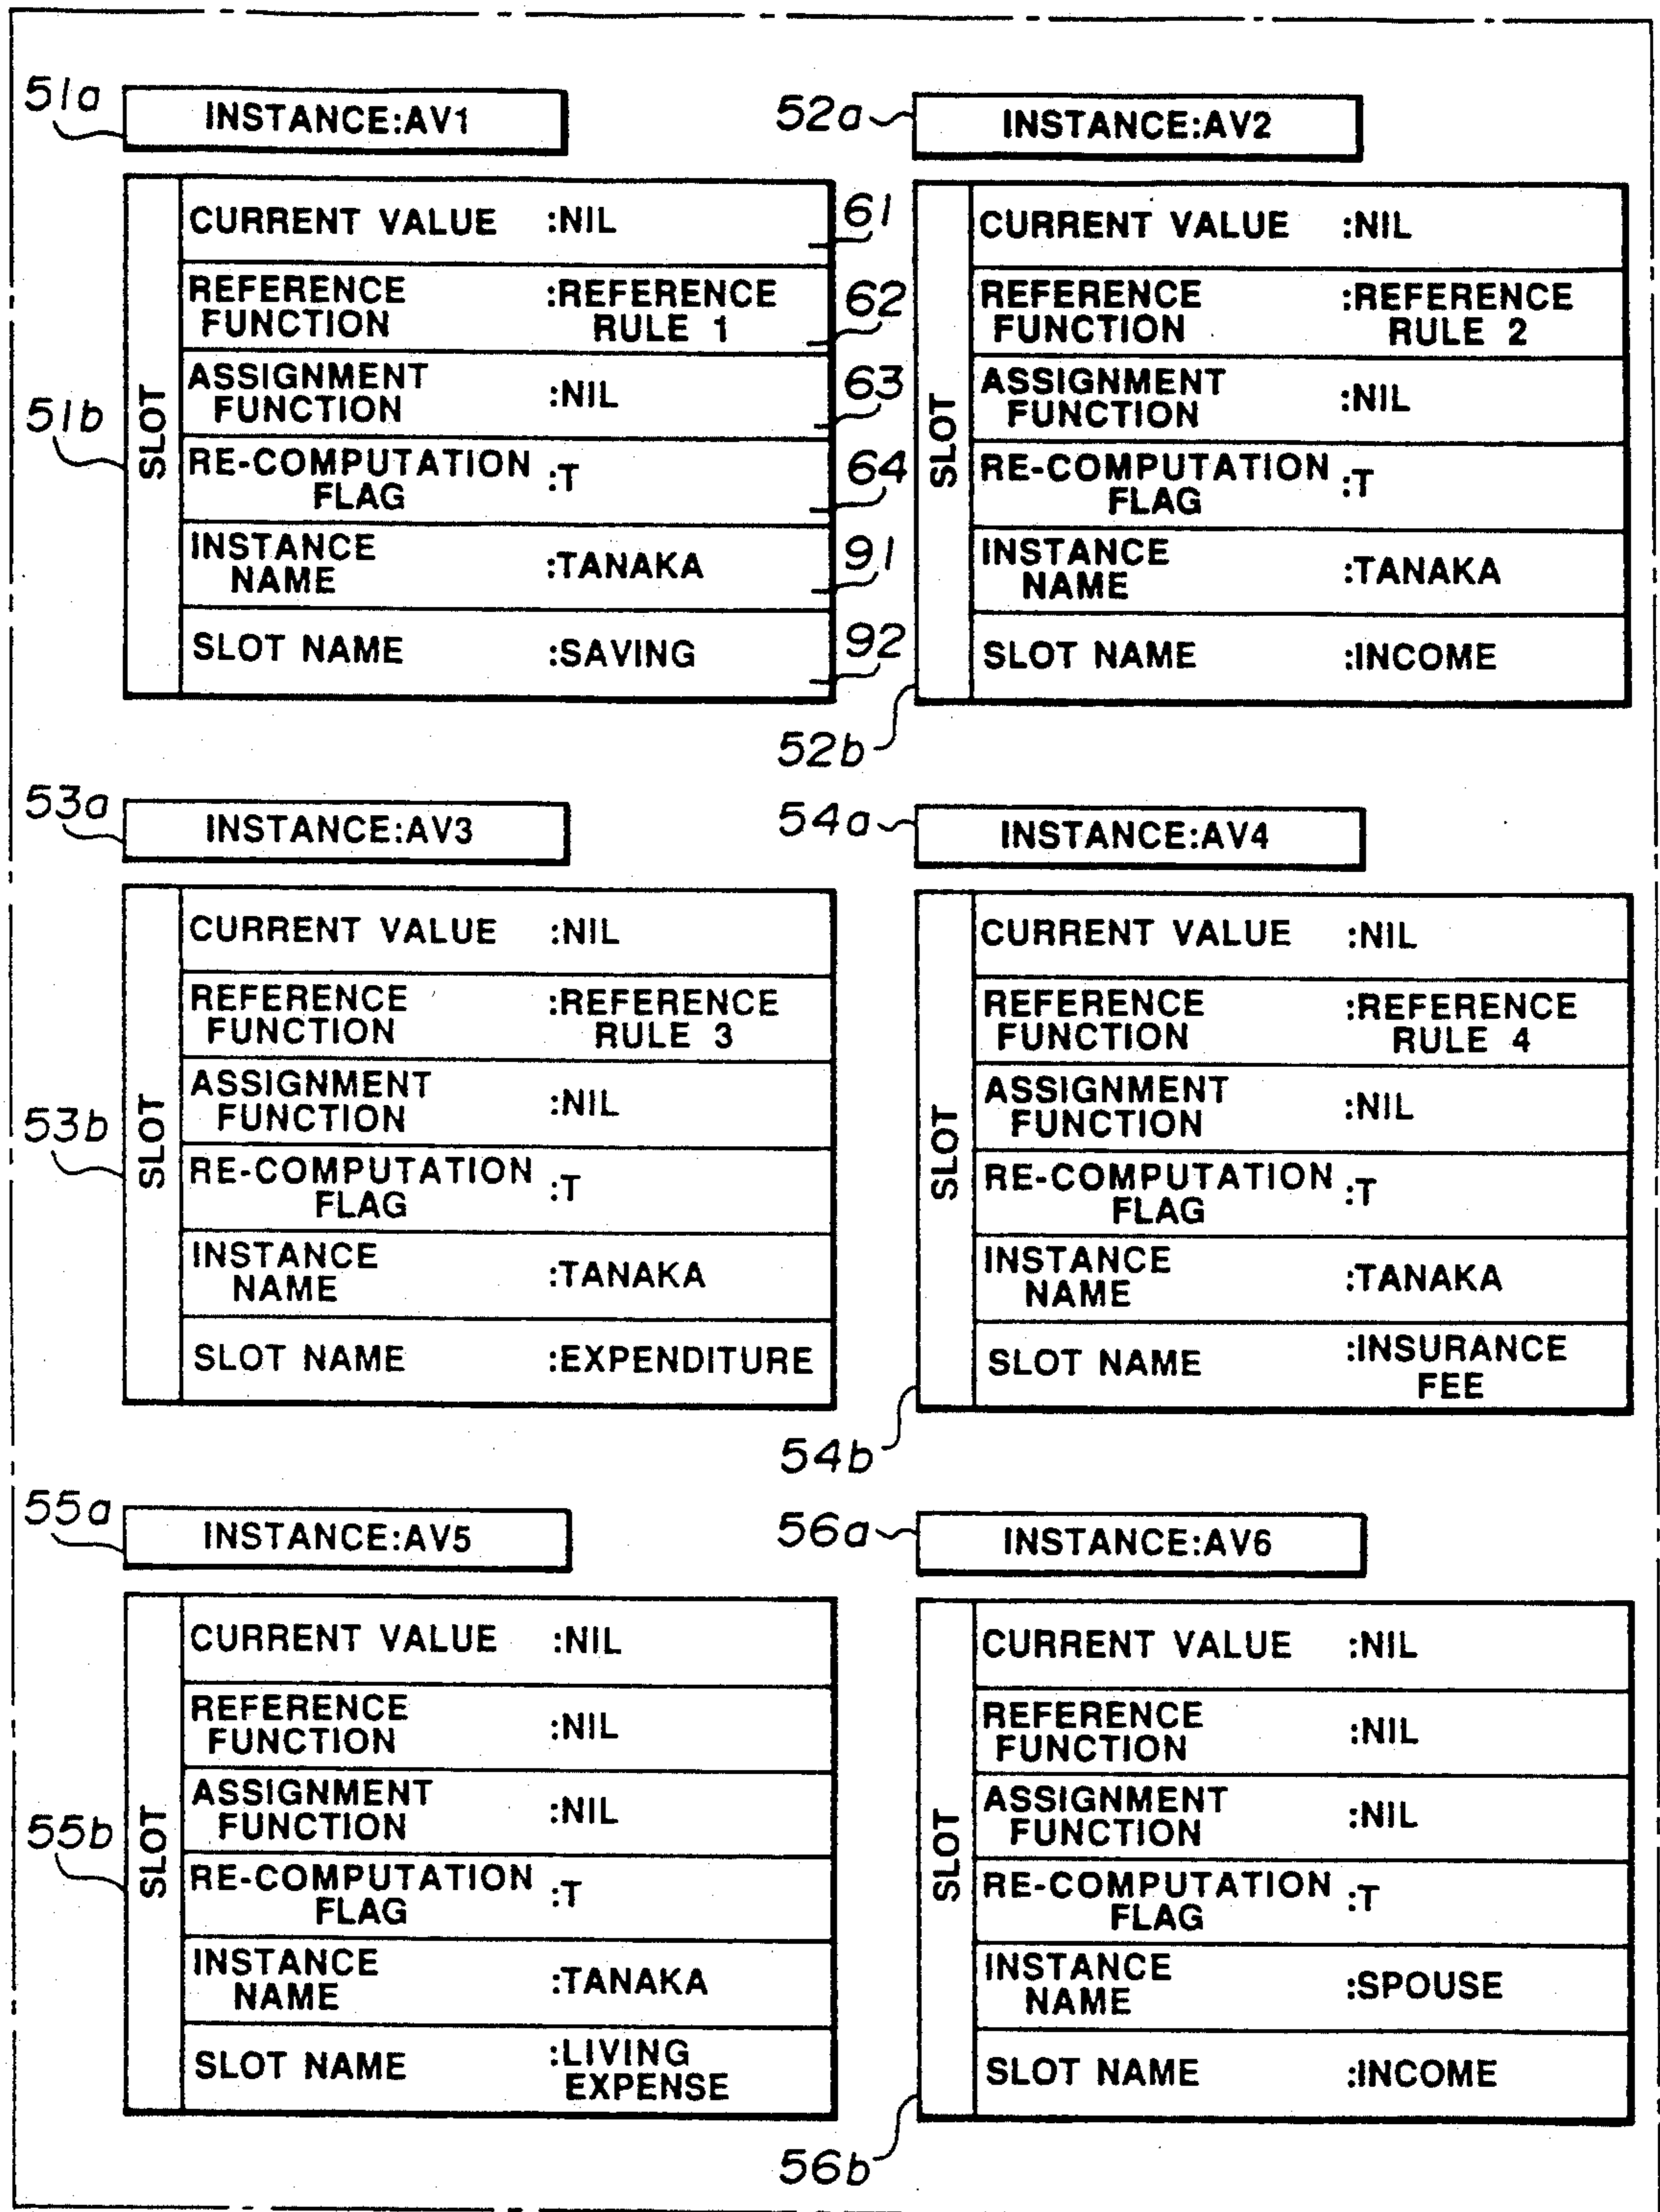 51a
INSTANCE:AV1
51b
SLOT
CURRENT VALUE :NIL
61
REFERENCE FUNCTION :REFERENCE RULE 1
62
ASSIGNMENT FUNCTION :NIL
63
RE-COMPUTATION FLAG :T
64
INSTANCE NAME :TANAKA
91
SLOT NAME :SAVING
92
52a
INSTANCE:AV2
SLOT
CURRENT VALUE :NIL
REFERENCE FUNCTION :REFERENCE RULE 2
ASSIGNMENT FUNCTION :NIL
RE-COMPUTATION FLAG :T
INSTANCE NAME :TANAKA
SLOT NAME :INCOME
52b
53a
INSTANCE:AV3
53b
SLOT
CURRENT VALUE :NIL
REFERENCE FUNCTION :REFERENCE RULE 3
ASSIGNMENT FUNCTION :NIL
RE-COMPUTATION FLAG :T
INSTANCE NAME :TANAKA
SLOT NAME :EXPENDITURE
54a
INSTANCE:AV4
SLOT
CURRENT VALUE :NIL
REFERENCE FUNCTION :REFERENCE RULE 4
ASSIGNMENT FUNCTION :NIL
RE-COMPUTATION FLAG :T
INSTANCE NAME :TANAKA
SLOT NAME :INSURANCE FEE
54b
55a
INSTANCE:AV5
55b
SLOT
CURRENT VALUE :NIL
REFERENCE FUNCTION :NIL
ASSIGNMENT FUNCTION :NIL
RE-COMPUTATION FLAG :T
INSTANCE NAME :TANAKA
SLOT NAME :LIVING EXPENSE
56a
INSTANCE:AV6
SLOT
CURRENT VALUE :NIL
REFERENCE FUNCTION :NIL
ASSIGNMENT FUNCTION :NIL
RE-COMPUTATION FLAG :T
INSTANCE NAME :SPOUSE
SLOT NAME :INCOME
56b